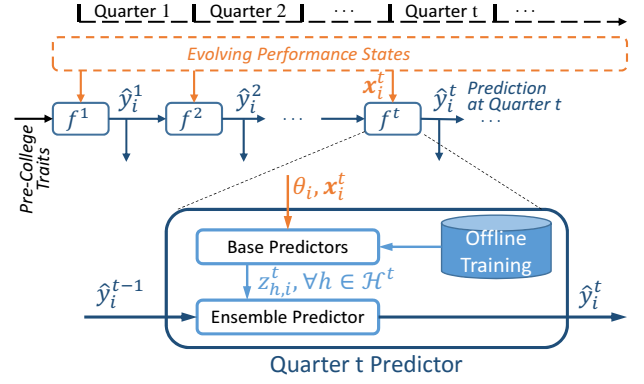 Quarter 1 Quarter 2 ... Quarter t
Evolving Performance States
Pre-College Traits
f¹ ŷᵢ¹ f² ŷᵢ² ... 𝒙ᵢᵗ fᵗ ŷᵢᵗ Prediction
at Quarter t
...
θᵢ, 𝒙ᵢᵗ
Base Predictors
Offline
Training
zₕ,ᵢᵗ, ∀h ∈ ℋᵗ
ŷᵢᵗ⁻¹
Ensemble Predictor
ŷᵢᵗ
Quarter t Predictor